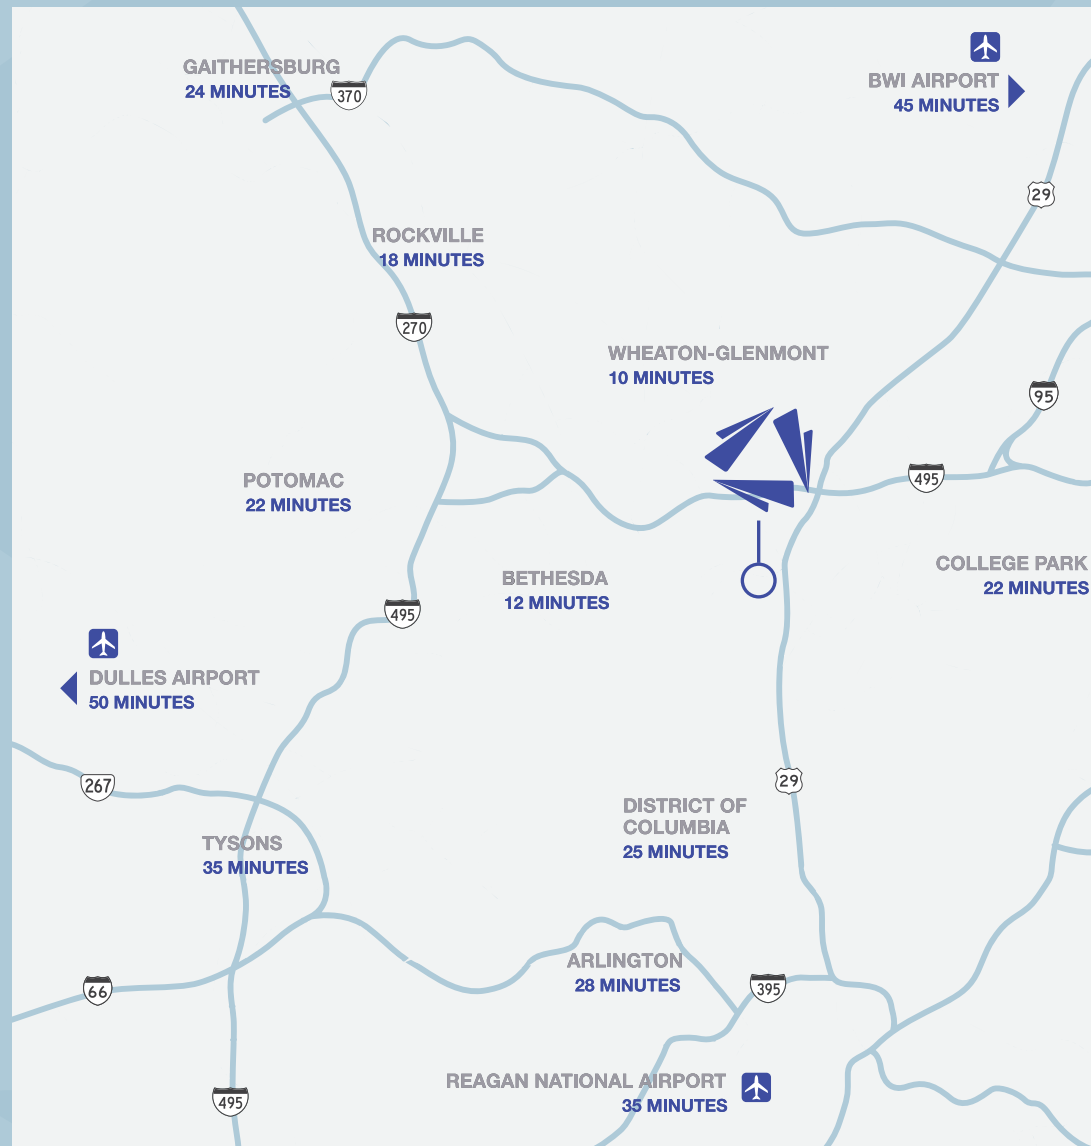 GAITHERSBURG
24 MINUTES
370
BWI AIRPORT
45 MINUTES
29
ROCKVILLE
18 MINUTES
270
WHEATON-GLENMONT
10 MINUTES
95
POTOMAC
22 MINUTES
495
BETHESDA
12 MINUTES
COLLEGE PARK
22 MINUTES
495
DULLES AIRPORT
50 MINUTES
267
29
DISTRICT OF
COLUMBIA
25 MINUTES
TYSONS
35 MINUTES
66
ARLINGTON
28 MINUTES
395
REAGAN NATIONAL AIRPORT
35 MINUTES
495